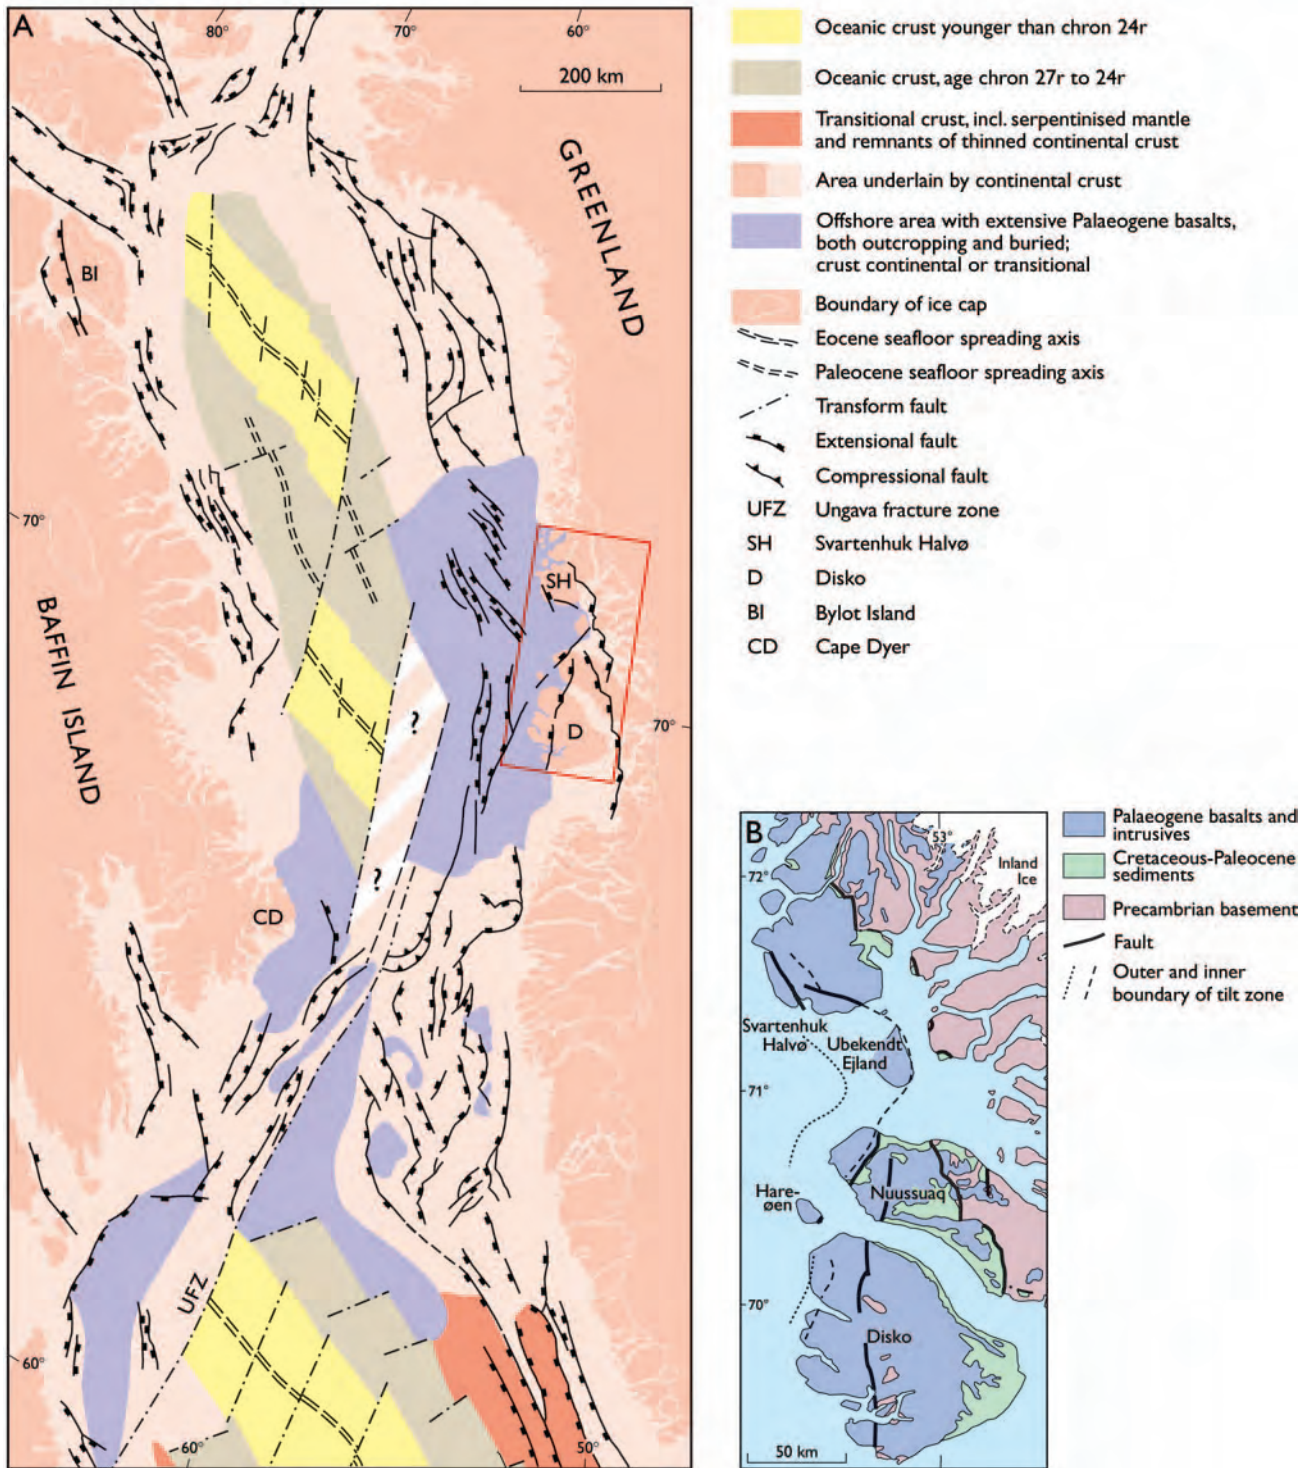 A
80°
70°
60°
200 km
GREENLAND
BI
70°
SH
BAFFIN ISLAND
?
D
70°
?
CD
UFZ
60°
60°
50°
Oceanic crust younger than chron 24r
Oceanic crust, age chron 27r to 24r
Transitional crust, incl. serpentinised mantle
and remnants of thinned continental crust
Area underlain by continental crust
Offshore area with extensive Palaeogene basalts,
both outcropping and buried;
crust continental or transitional
Boundary of ice cap
Eocene seafloor spreading axis
Paleocene seafloor spreading axis
Transform fault
Extensional fault
Compressional fault
UFZ Ungava fracture zone
SH Svartenhuk Halvø
D Disko
BI Bylot Island
CD Cape Dyer
B
53°
Inland
Ice
72°
Svartenhuk
Halvø
Ubekendt
Ejland
71°
Hare-
øen
Nuussuaq
70°
Disko
50 km
Palaeogene basalts and
intrusives
Cretaceous-Paleocene
sediments
Precambrian basement
Fault
Outer and inner
boundary of tilt zone